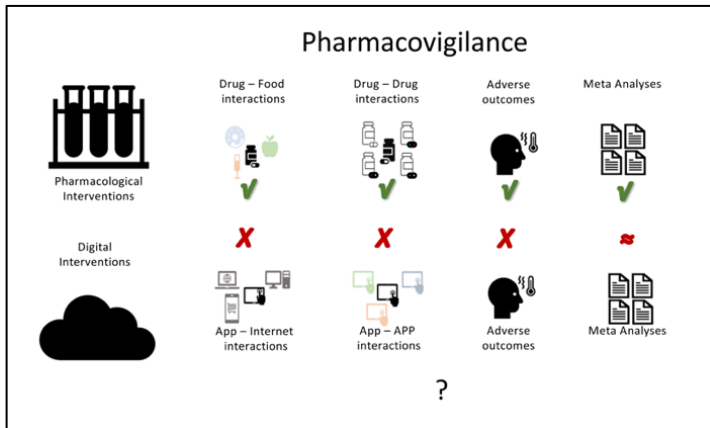 Pharmacovigilance
Drug – Food
interactions
Drug – Drug
interactions
Adverse
outcomes
Meta Analyses
Pharmacological
Interventions
Digital
Interventions
App – Internet
interactions
App – APP
interactions
Adverse
outcomes
Meta Analyses
?